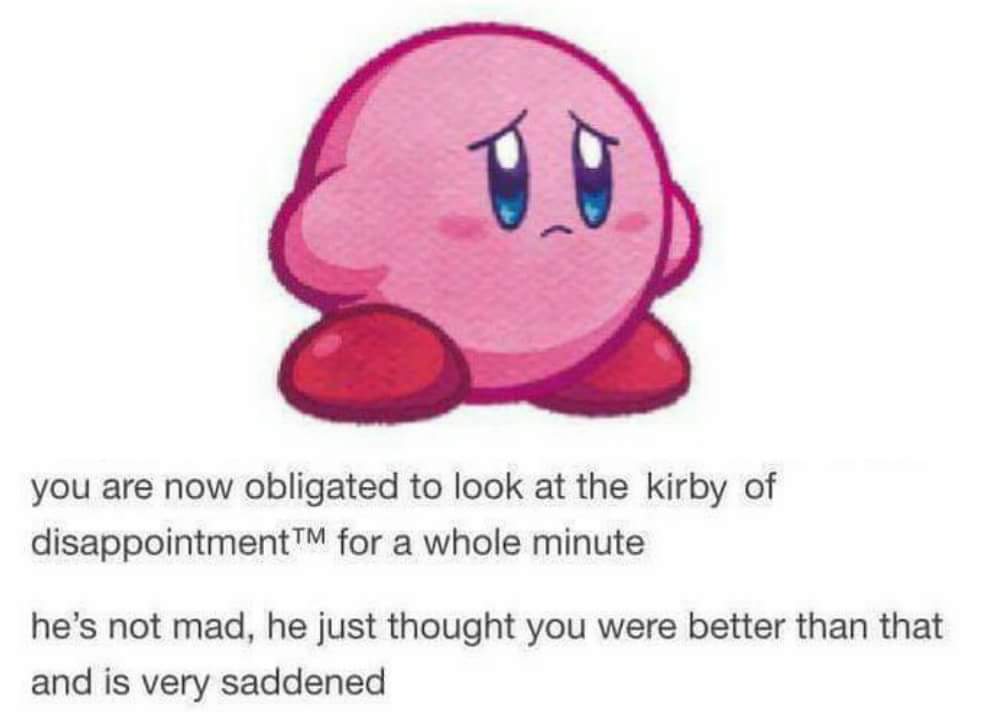 you are now obligated to look at the kirby of
disappointment™ for a whole minute
he's not mad, he just thought you were better than that
and is very saddened